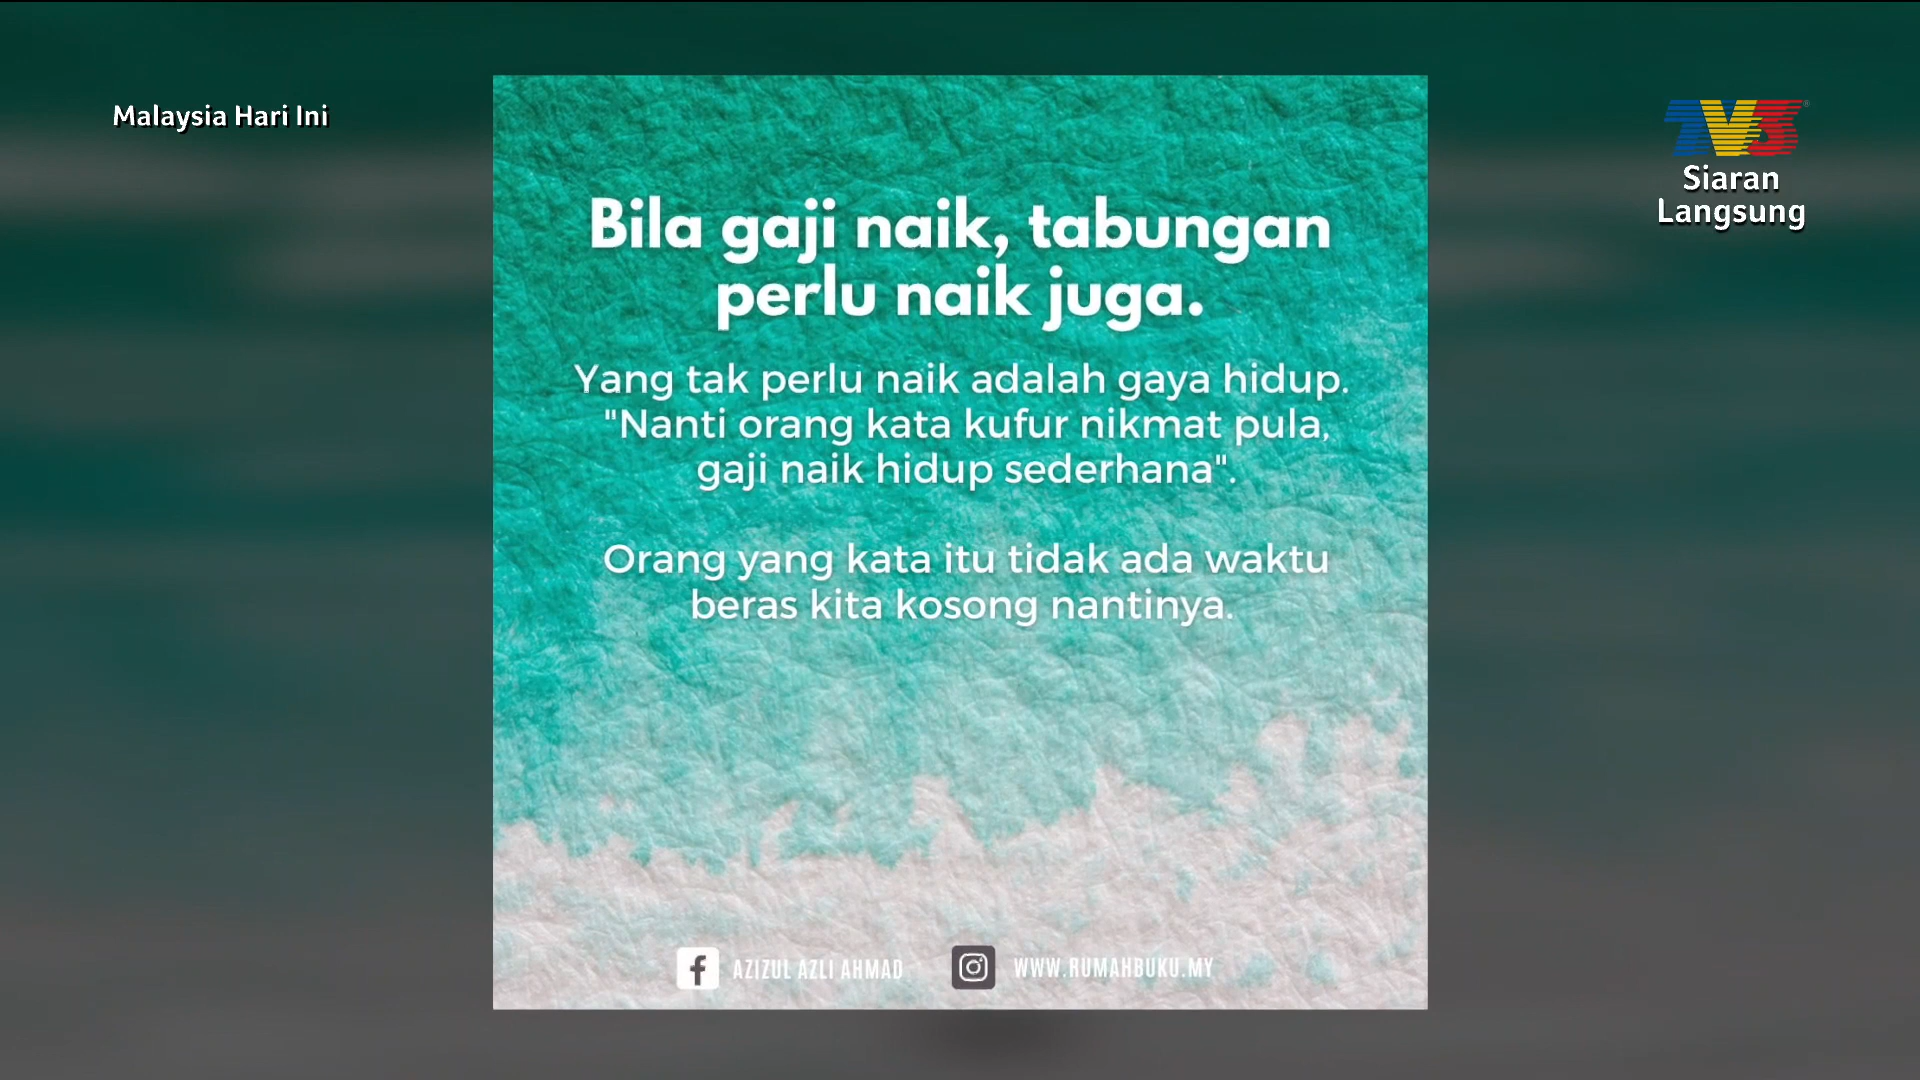 Malaysia Hari Ini
TV3
Siaran
Langsung
Bila gaji naik, tabungan
perlu naik juga.
Yang tak perlu naik adalah gaya hidup.
"Nanti orang kata kufur nikmat pula,
gaji naik hidup sederhana".
Orang yang kata itu tidak ada waktu
beras kita kosong nantinya.
AZIZUL AZLI AHMAD
WWW.RUMAHBUKU.MY